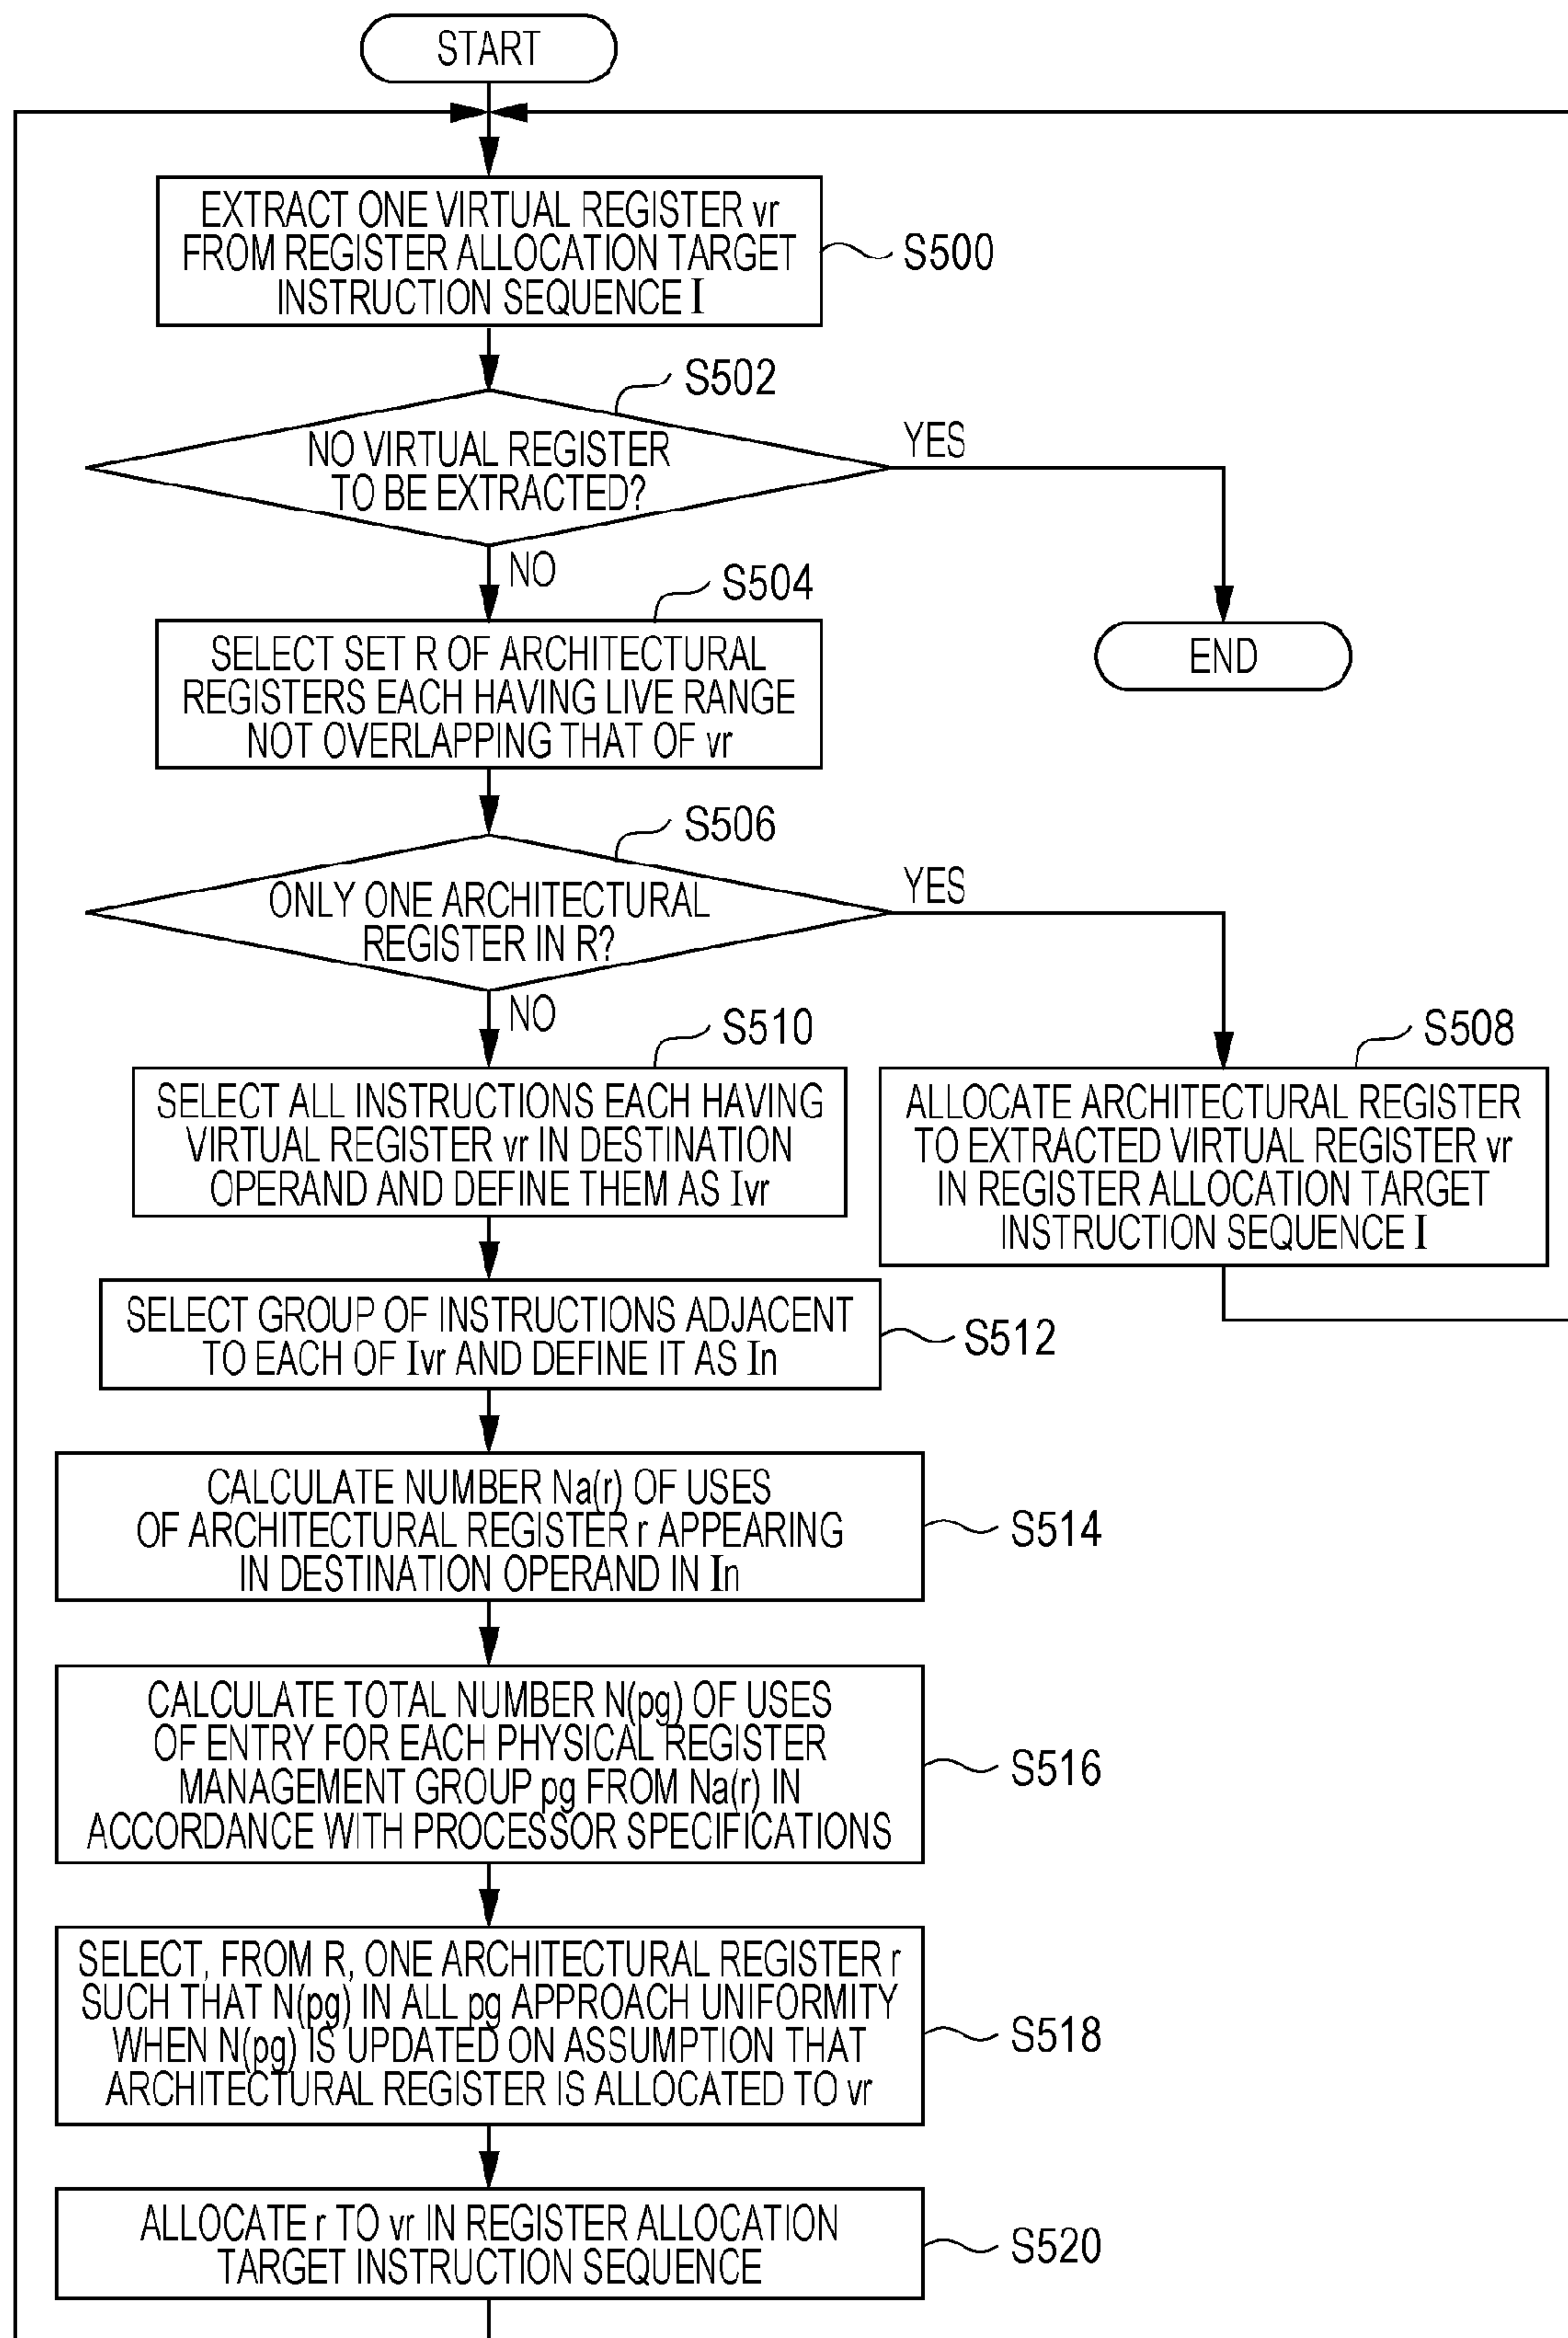 START
EXTRACT ONE VIRTUAL REGISTER vr
FROM REGISTER ALLOCATION TARGET
INSTRUCTION SEQUENCE I
S500
S502
NO VIRTUAL REGISTER
TO BE EXTRACTED?
YES
NO
S504
SELECT SET R OF ARCHITECTURAL
REGISTERS EACH HAVING LIVE RANGE
NOT OVERLAPPING THAT OF vr
END
S506
ONLY ONE ARCHITECTURAL
REGISTER IN R?
YES
NO
S510
SELECT ALL INSTRUCTIONS EACH HAVING
VIRTUAL REGISTER vr IN DESTINATION
OPERAND AND DEFINE THEM AS Ivr
S508
ALLOCATE ARCHITECTURAL REGISTER
TO EXTRACTED VIRTUAL REGISTER vr
IN REGISTER ALLOCATION TARGET
INSTRUCTION SEQUENCE I
SELECT GROUP OF INSTRUCTIONS ADJACENT
TO EACH OF Ivr AND DEFINE IT AS In
S512
CALCULATE NUMBER Na(r) OF USES
OF ARCHITECTURAL REGISTER r APPEARING
IN DESTINATION OPERAND IN In
S514
CALCULATE TOTAL NUMBER N(pg) OF USES
OF ENTRY FOR EACH PHYSICAL REGISTER
MANAGEMENT GROUP pg FROM Na(r) IN
ACCORDANCE WITH PROCESSOR SPECIFICATIONS
S516
SELECT, FROM R, ONE ARCHITECTURAL REGISTER r
SUCH THAT N(pg) IN ALL pg APPROACH UNIFORMITY
WHEN N(pg) IS UPDATED ON ASSUMPTION THAT
ARCHITECTURAL REGISTER IS ALLOCATED TO vr
S518
ALLOCATE r TO vr IN REGISTER ALLOCATION
TARGET INSTRUCTION SEQUENCE
S520